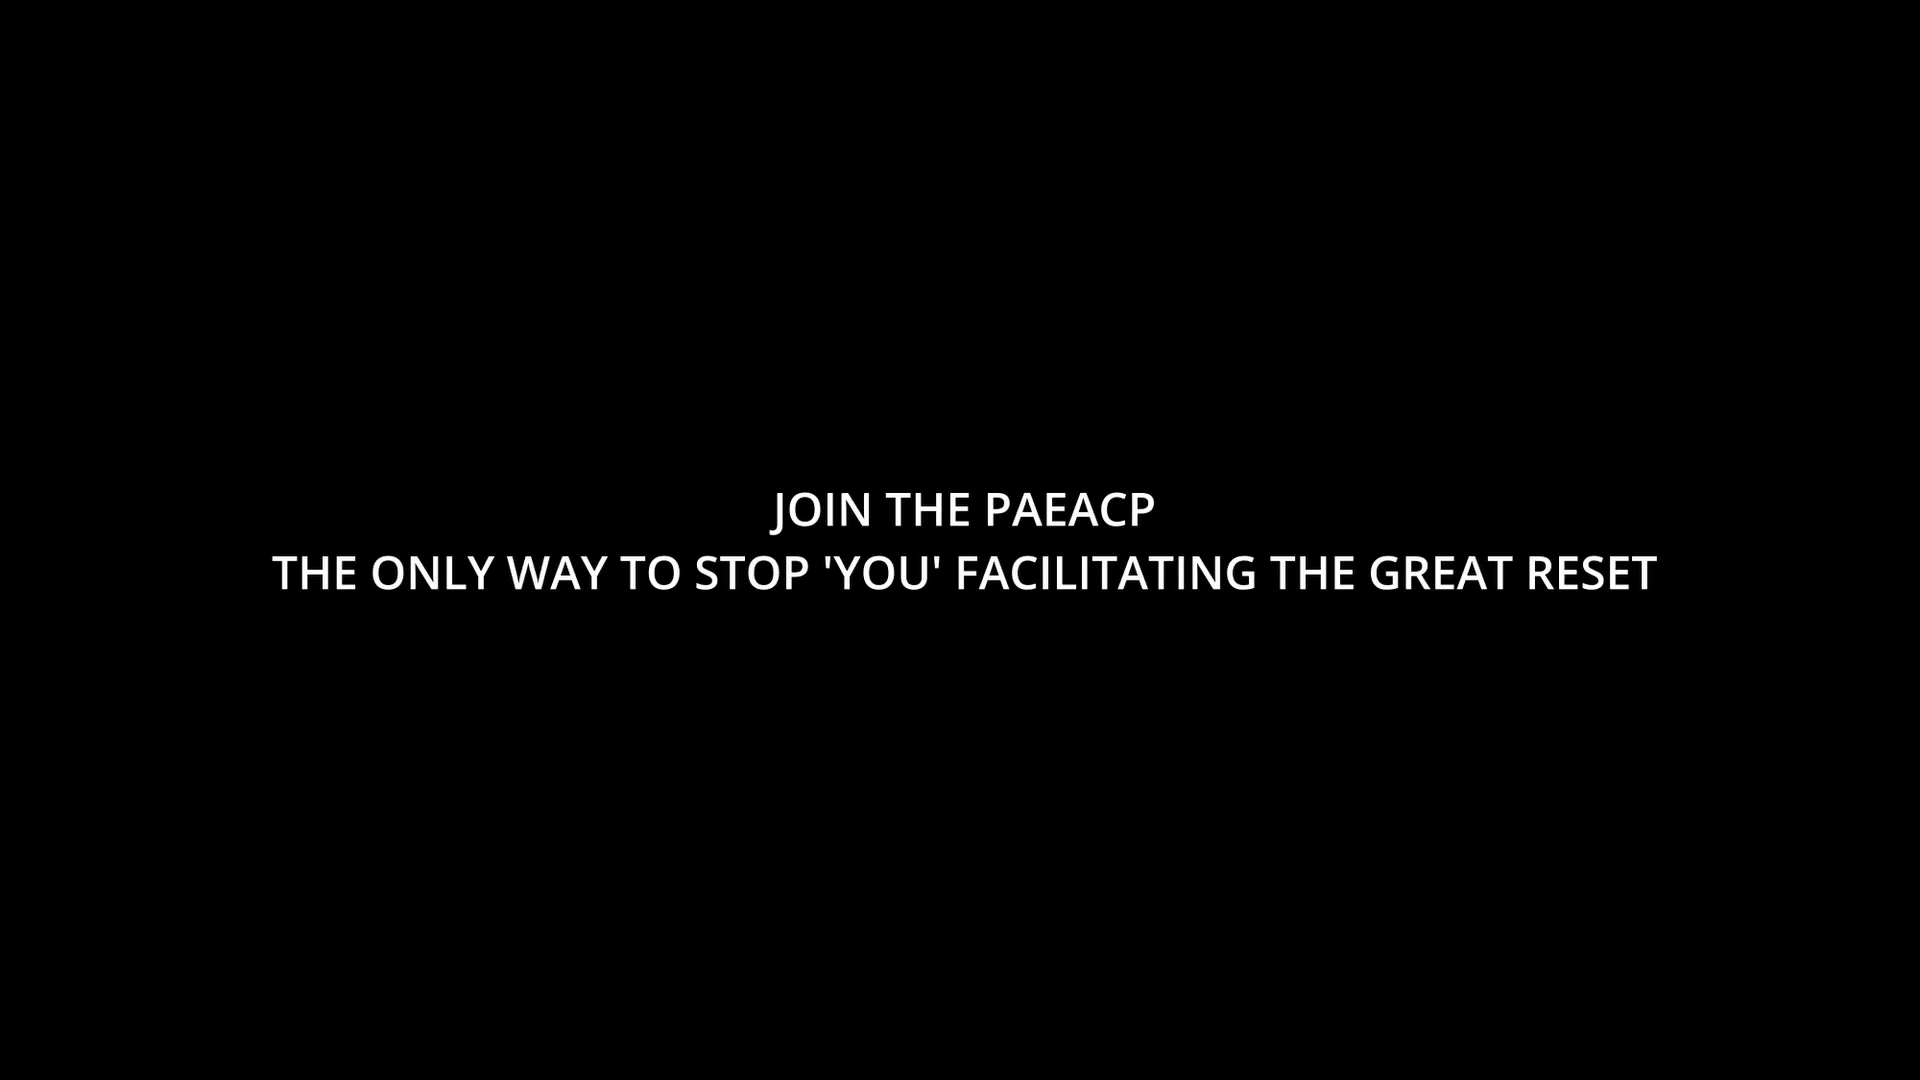 JOIN THE PAEACP
THE ONLY WAY TO STOP 'YOU' FACILITATING THE GREAT RESET